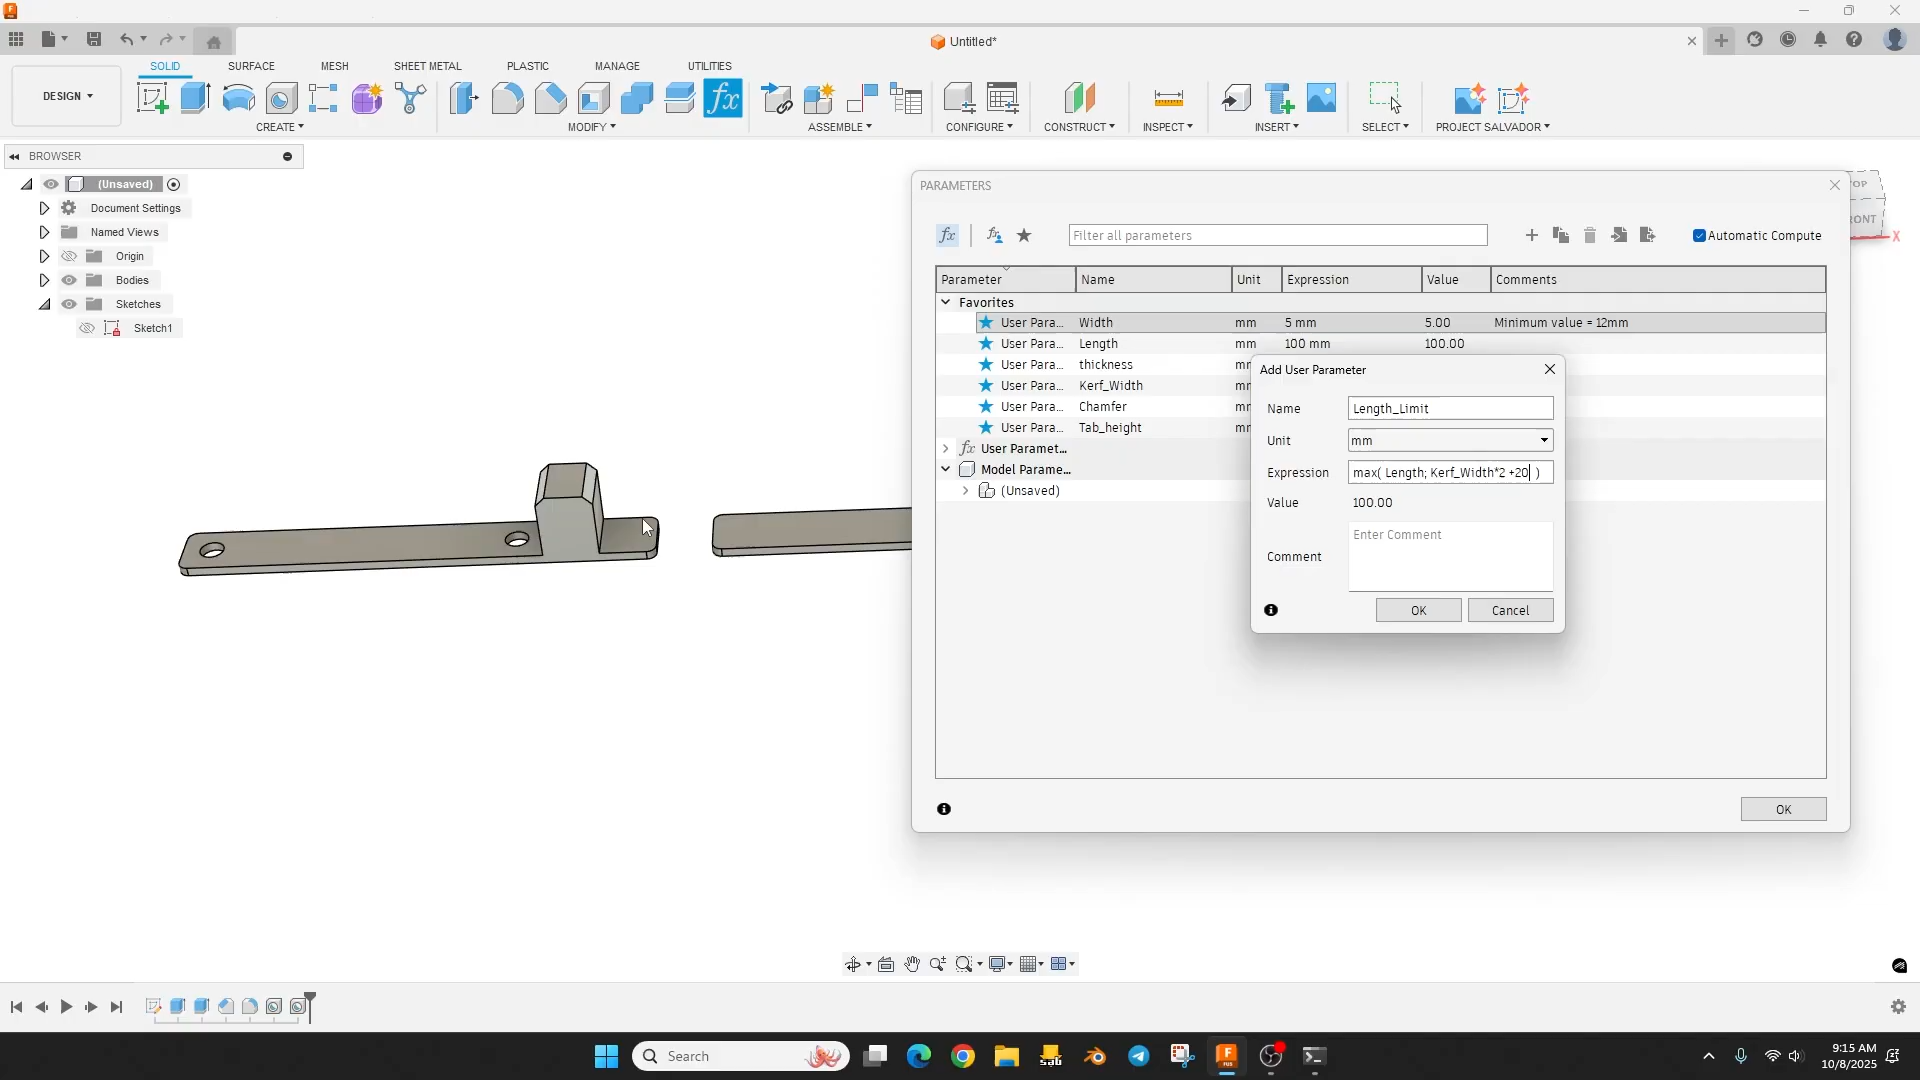 Untitled*
DESIGN
SOLID
SURFACE
MESH
SHEET METAL
PLASTIC
MANAGE
UTILITIES
CREATE
MODIFY
ASSEMBLE
CONFIGURE
CONSTRUCT
INSPECT
INSERT
SELECT
PROJECT SALVADOR
BROWSER
(Unsaved)
Document Settings
Named Views
Origin
Bodies
Sketches
Sketch1
FRONT
X
PARAMETERS
fx
Filter all parameters
Automatic Compute
Parameter Name Unit Expression Value Comments
Favorites
User Para... Width mm 5 mm 5.00 Minimum value = 12mm
User Para... Length mm 100 mm 100.00
User Para... thickness
User Para... Kerf_Width
User Para... Chamfer
User Para... Tab_height
fx User Paramet...
Model Parame...
(Unsaved)
Add User Parameter
Name Length_Limit
Unit mm
Expression max( Length; Kerf_Width*2 +20 )
Value 100.00
Comment Enter Comment
OK Cancel
OK
Search
9:15 AM
10/8/2025